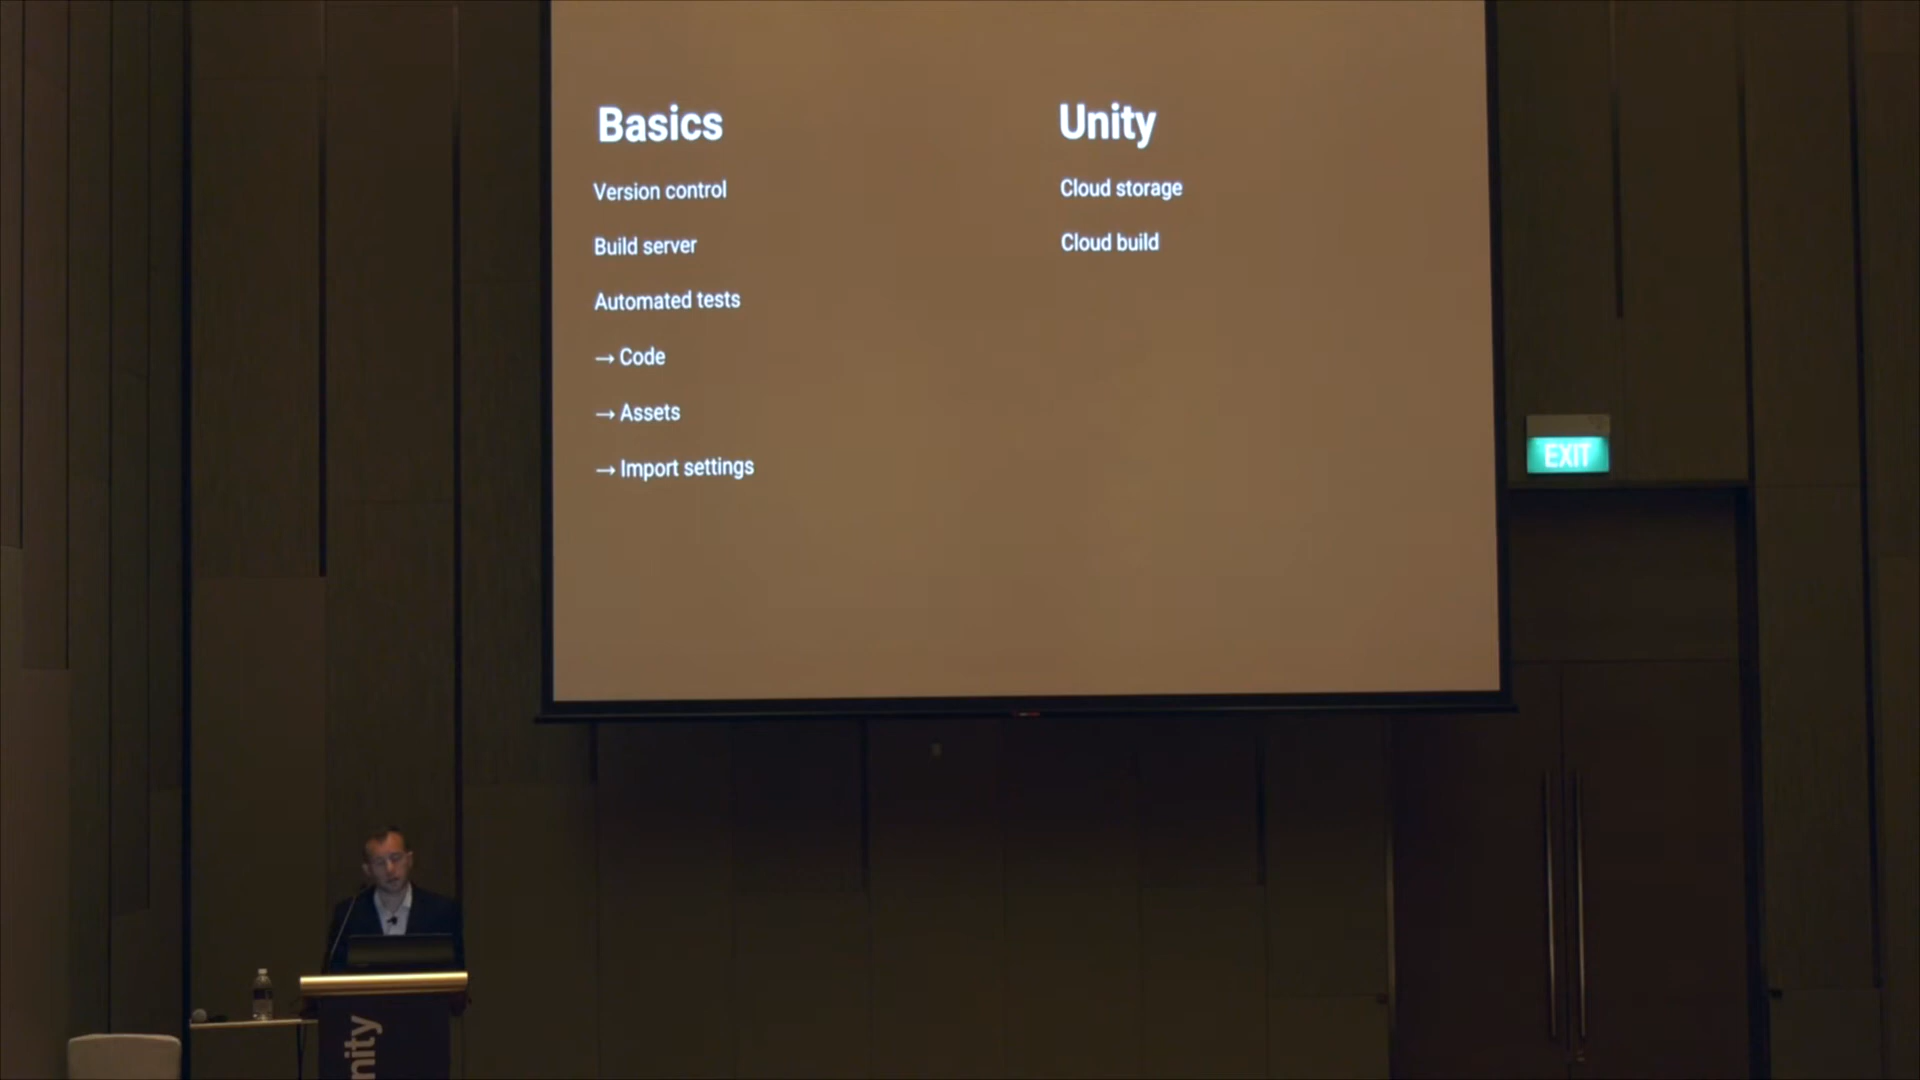 Basics
Version control
Build server
Automated tests
→ Code
→ Assets
→ Import settings
Unity
Cloud storage
Cloud build
EXIT
nity